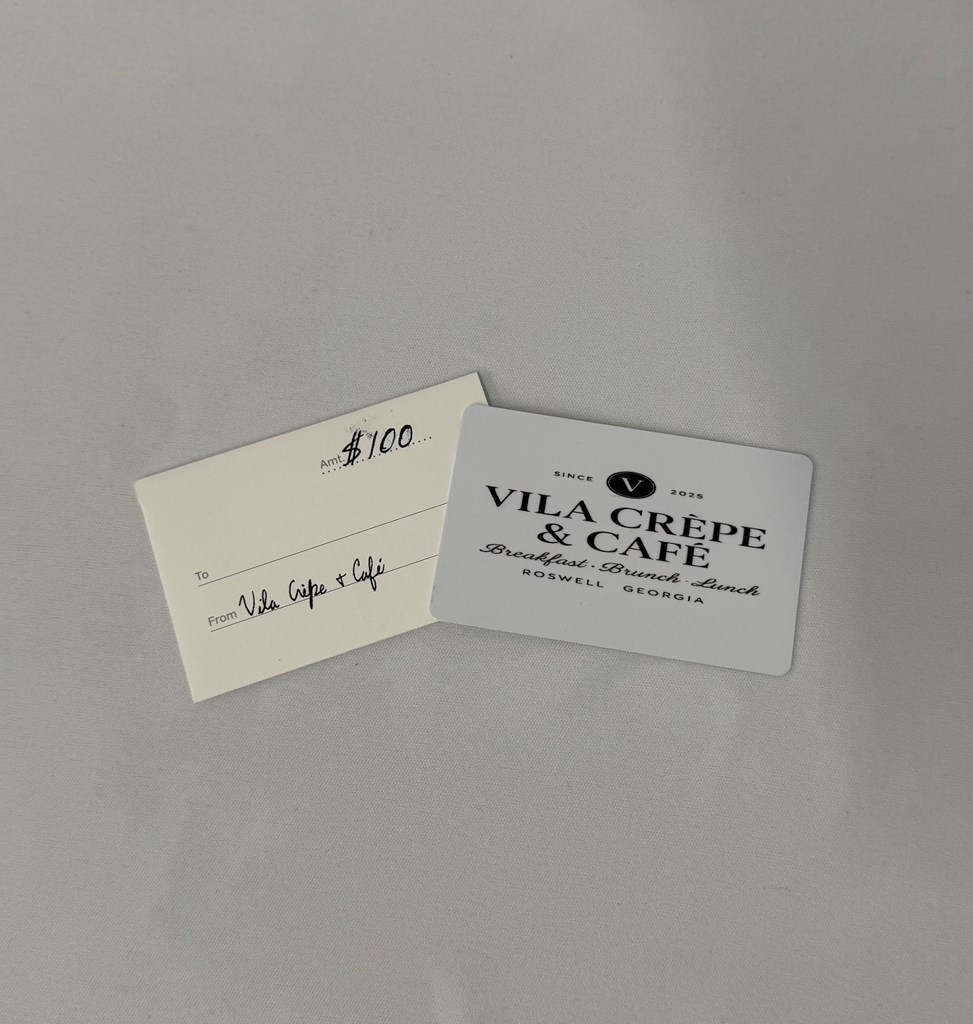 Amt. $100
To
From Vila Crêpe + Café
SINCE V 2025
VILA CRÈPE
& CAFÉ
Breakfast · Brunch · Lunch
ROSWELL GEORGIA